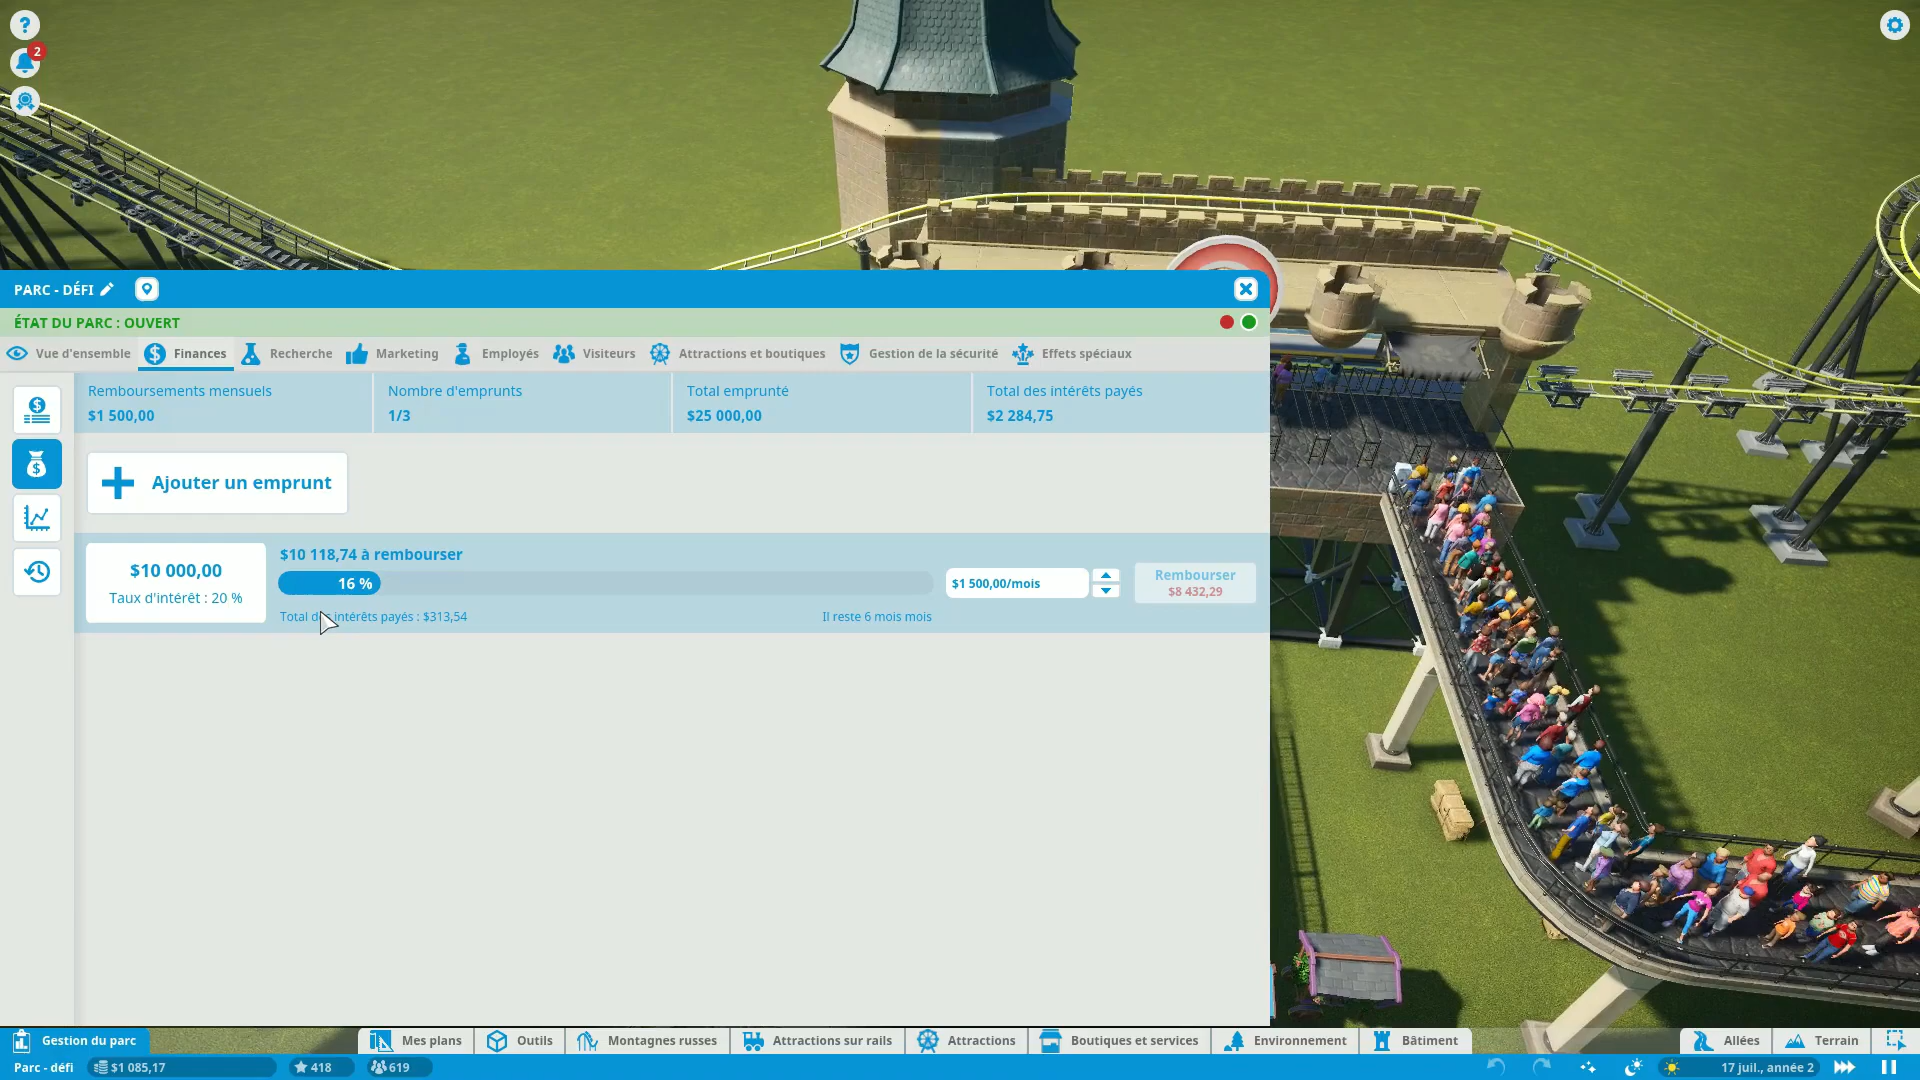 2
PARC - DÉFI
ÉTAT DU PARC : OUVERT
Vue d'ensemble
Finances
Recherche
Marketing
Employés
Visiteurs
Attractions et boutiques
Gestion de la sécurité
Effets spéciaux
Remboursements mensuels
$1 500,00
Nombre d'emprunts
1/3
Total emprunté
$25 000,00
Total des intérêts payés
$2 284,75
Ajouter un emprunt
$10 000,00
Taux d'intérêt : 20 %
$10 118,74 à rembourser
16 %
Total des intérêts payés : $313,54
Il reste 6 mois mois
$1 500,00/mois
Rembourser
$8 432,29
Gestion du parc
Mes plans
Outils
Montagnes russes
Attractions sur rails
Attractions
Boutiques et services
Environnement
Bâtiment
Allées
Terrain
Parc - défi
$1 085,17
418
619
17 juil., année 2